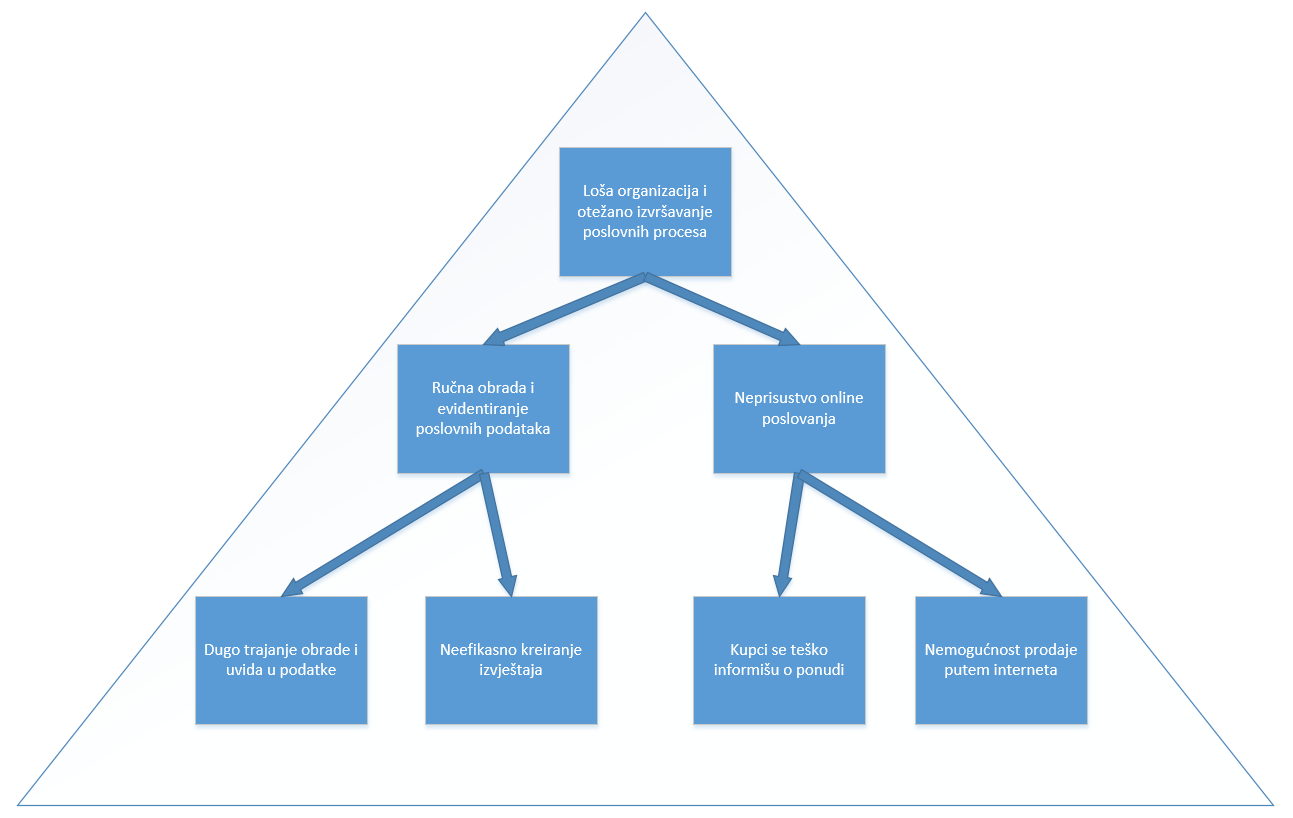 Loša organizacija i
otežano izvršavanje
poslovnih procesa
Ručna obrada i
evidentiranje
poslovnih podataka
Neprisustvo online
poslovanja
Dugo trajanje obrade i
uvida u podatke
Neefikasno kreiranje
izvještaja
Kupci se teško
informišu o ponudi
Nemogućnost prodaje
putem interneta